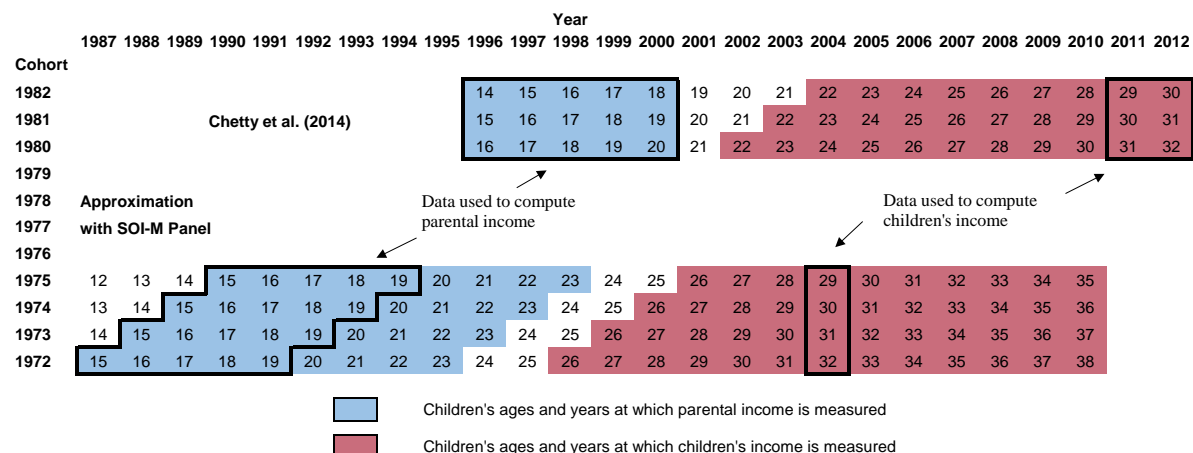 Year
1987 1988 1989 1990 1991 1992 1993 1994 1995 1996 1997 1998 1999 2000 2001 2002 2003 2004 2005 2006 2007 2008 2009 2010 2011 2012
Cohort
1982 14 15 16 17 18 19 20 21 22 23 24 25 26 27 28 29 30
1981 Chetty et al. (2014) 15 16 17 18 19 20 21 22 23 24 25 26 27 28 29 30 31
1980 16 17 18 19 20 21 22 23 24 25 26 27 28 29 30 31 32
1979
1978 Approximation Data used to compute Data used to compute
1977 with SOI-M Panel parental income children's income
1976
1975 12 13 14 15 16 17 18 19 20 21 22 23 24 25 26 27 28 29 30 31 32 33 34 35
1974 13 14 15 16 17 18 19 20 21 22 23 24 25 26 27 28 29 30 31 32 33 34 35 36
1973 14 15 16 17 18 19 20 21 22 23 24 25 26 27 28 29 30 31 32 33 34 35 36 37
1972 15 16 17 18 19 20 21 22 23 24 25 26 27 28 29 30 31 32 33 34 35 36 37 38
Children's ages and years at which parental income is measured
Children's ages and years at which children's income is measured